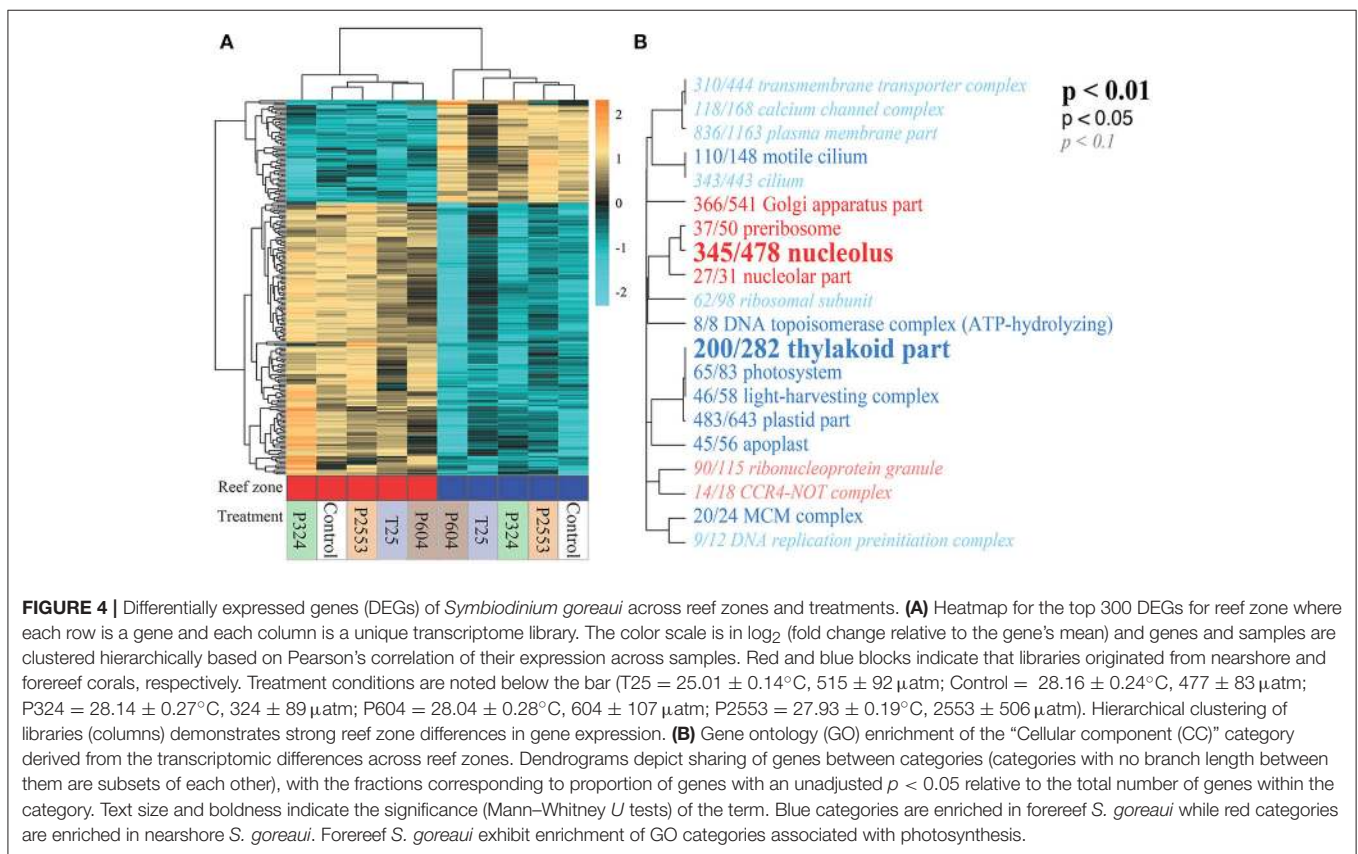 A
B
2
1
0
-1
-2
Reef zone
Treatment
P324
Control
P2553
T25
P604
P604
T25
P324
P2553
Control
310/444 transmembrane transporter complex
118/168 calcium channel complex
836/1163 plasma membrane part
110/148 motile cilium
343/443 cilium
366/541 Golgi apparatus part
37/50 preribosome
345/478 nucleolus
27/31 nucleolar part
62/98 ribosomal subunit
8/8 DNA topoisomerase complex (ATP-hydrolyzing)
200/282 thylakoid part
65/83 photosystem
46/58 light-harvesting complex
483/643 plastid part
45/56 apoplast
90/115 ribonucleoprotein granule
14/18 CCR4-NOT complex
20/24 MCM complex
9/12 DNA replication preinitiation complex
p < 0.01
p < 0.05
p < 0.1
FIGURE 4 | Differentially expressed genes (DEGs) of Symbiodinium goreaui across reef zones and treatments. (A) Heatmap for the top 300 DEGs for reef zone where
each row is a gene and each column is a unique transcriptome library. The color scale is in log₂ (fold change relative to the gene's mean) and genes and samples are
clustered hierarchically based on Pearson's correlation of their expression across samples. Red and blue blocks indicate that libraries originated from nearshore and
forereef corals, respectively. Treatment conditions are noted below the bar (T25 = 25.01 ± 0.14°C, 515 ± 92 μatm; Control = 28.16 ± 0.24°C, 477 ± 83 μatm;
P324 = 28.14 ± 0.27°C, 324 ± 89 μatm; P604 = 28.04 ± 0.28°C, 604 ± 107 μatm; P2553 = 27.93 ± 0.19°C, 2553 ± 506 μatm). Hierarchical clustering of
libraries (columns) demonstrates strong reef zone differences in gene expression. (B) Gene ontology (GO) enrichment of the "Cellular component (CC)" category
derived from the transcriptomic differences across reef zones. Dendrograms depict sharing of genes between categories (categories with no branch length between
them are subsets of each other), with the fractions corresponding to proportion of genes with an unadjusted p < 0.05 relative to the total number of genes within the
category. Text size and boldness indicate the significance (Mann–Whitney U tests) of the term. Blue categories are enriched in forereef S. goreaui while red categories
are enriched in nearshore S. goreaui. Forereef S. goreaui exhibit enrichment of GO categories associated with photosynthesis.